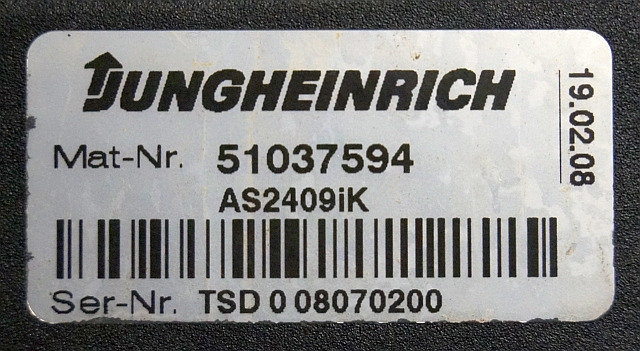 JUNGHEINRICH
19.02.08
Mat-Nr. 51037594
AS2409iK
Ser-Nr. TSD 0 08070200